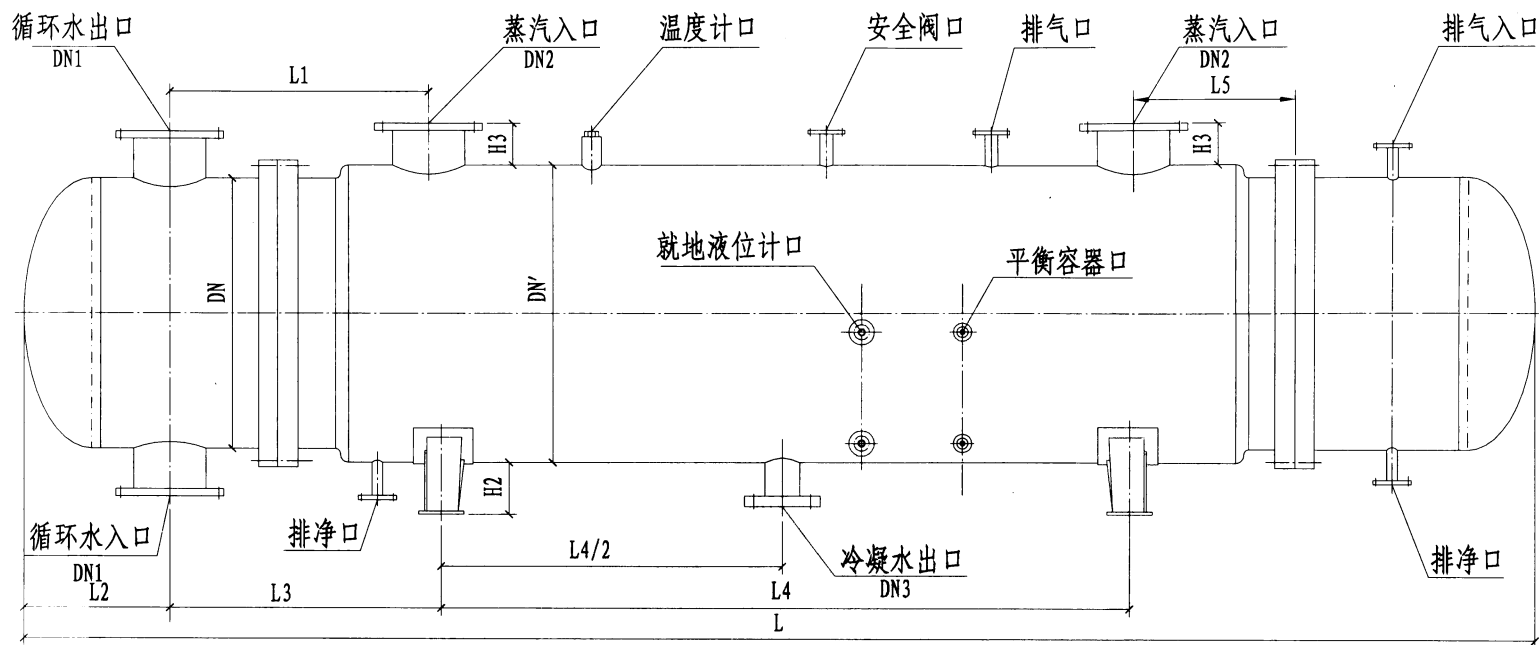 循环水出口
DN1
蒸汽入口
DN2
温度计口
安全阀口
排气口
蒸汽入口
DN2
排气入口
L1
L5
H3
H3
就地液位计口
平衡容器口
DN
DN'
H2
循环水入口
DN1
排净口
L4/2
冷凝水出口
DN3
排净口
L2
L3
L4
L